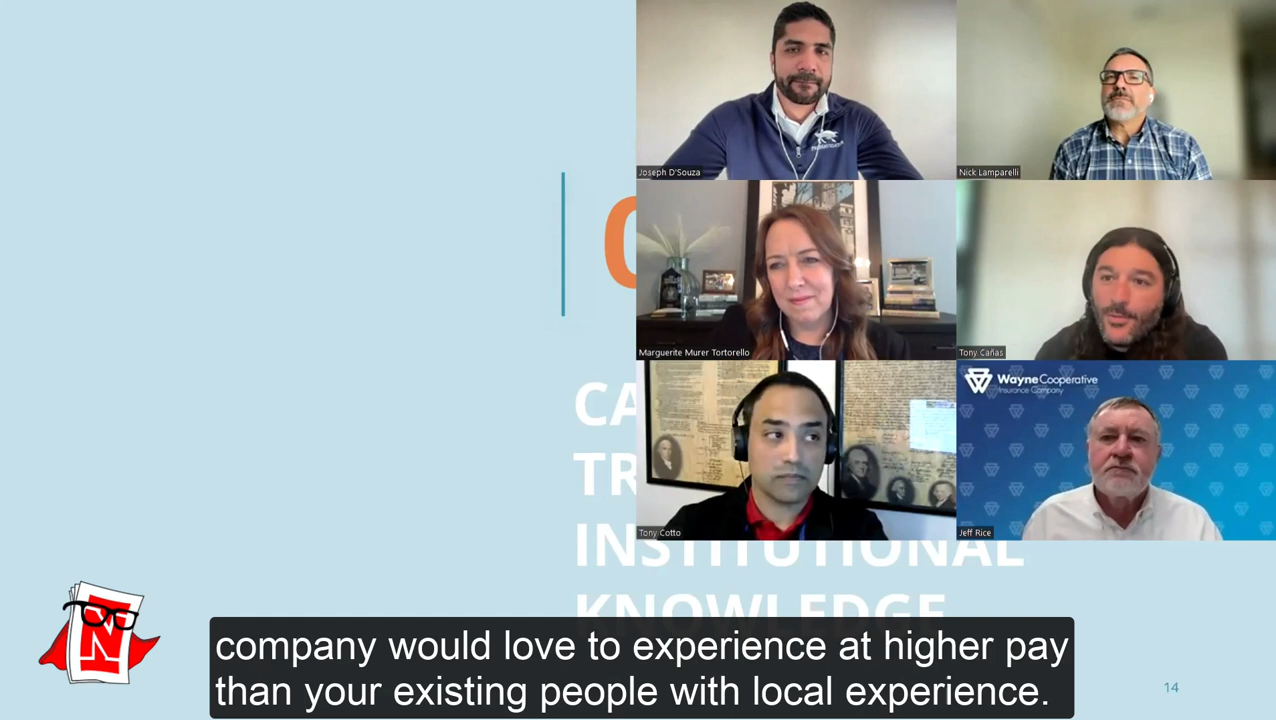 Joseph D'Souza
Nick Lamparelli
Marguerite Murer Tortorello
Tony Cañas
Wayne Cooperative
Insurance Company
Tony Cotto
Jeff Rice
INSTITUTIONAL
KNOWLEDGE
N
company would love to experience at higher pay
than your existing people with local experience.
14